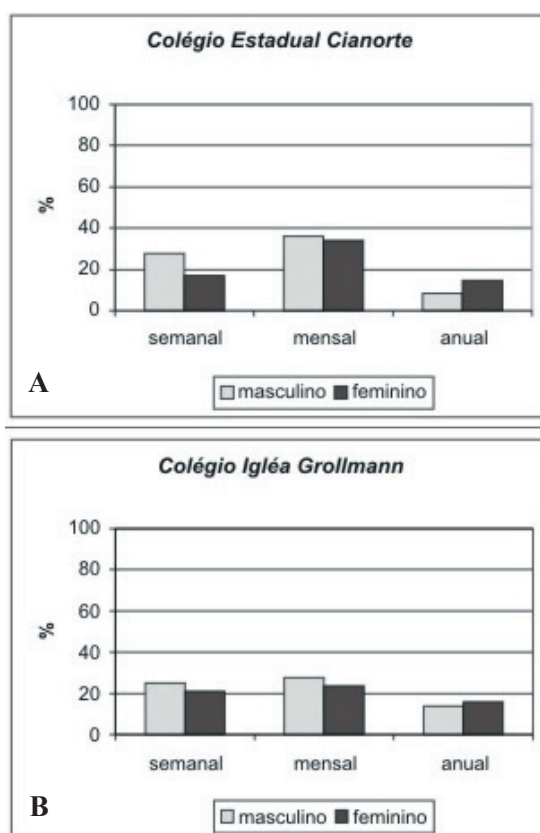 Colégio Estadual Cianorte
100
80
60
40
20
0
%
semanal mensal anual
A
masculino feminino
Colégio Igléa Grollmann
100
80
60
40
20
0
%
semanal mensal anual
B
masculino feminino